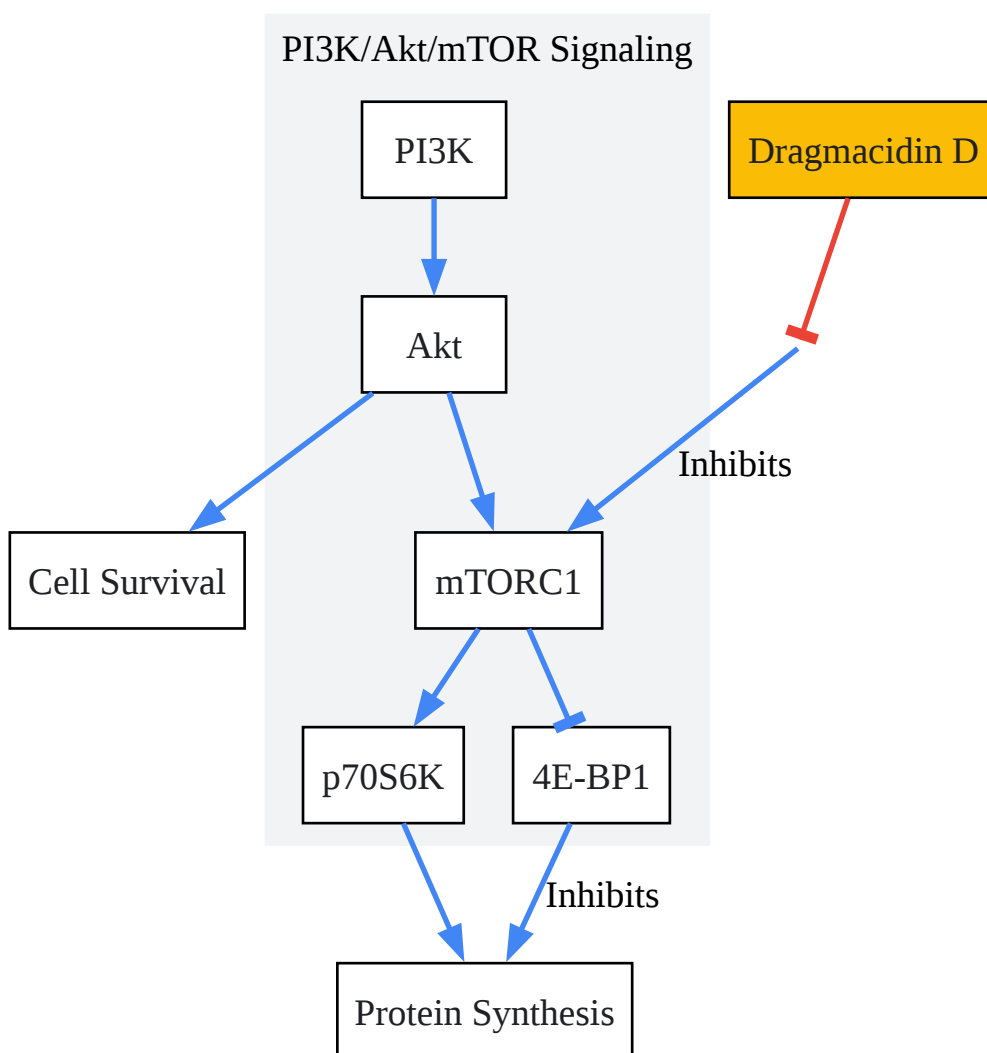 PI3K/Akt/mTOR Signaling
PI3K
Dragmacidin D
Akt
Inhibits
Cell Survival
mTORC1
p70S6K
4E-BP1
Inhibits
Protein Synthesis